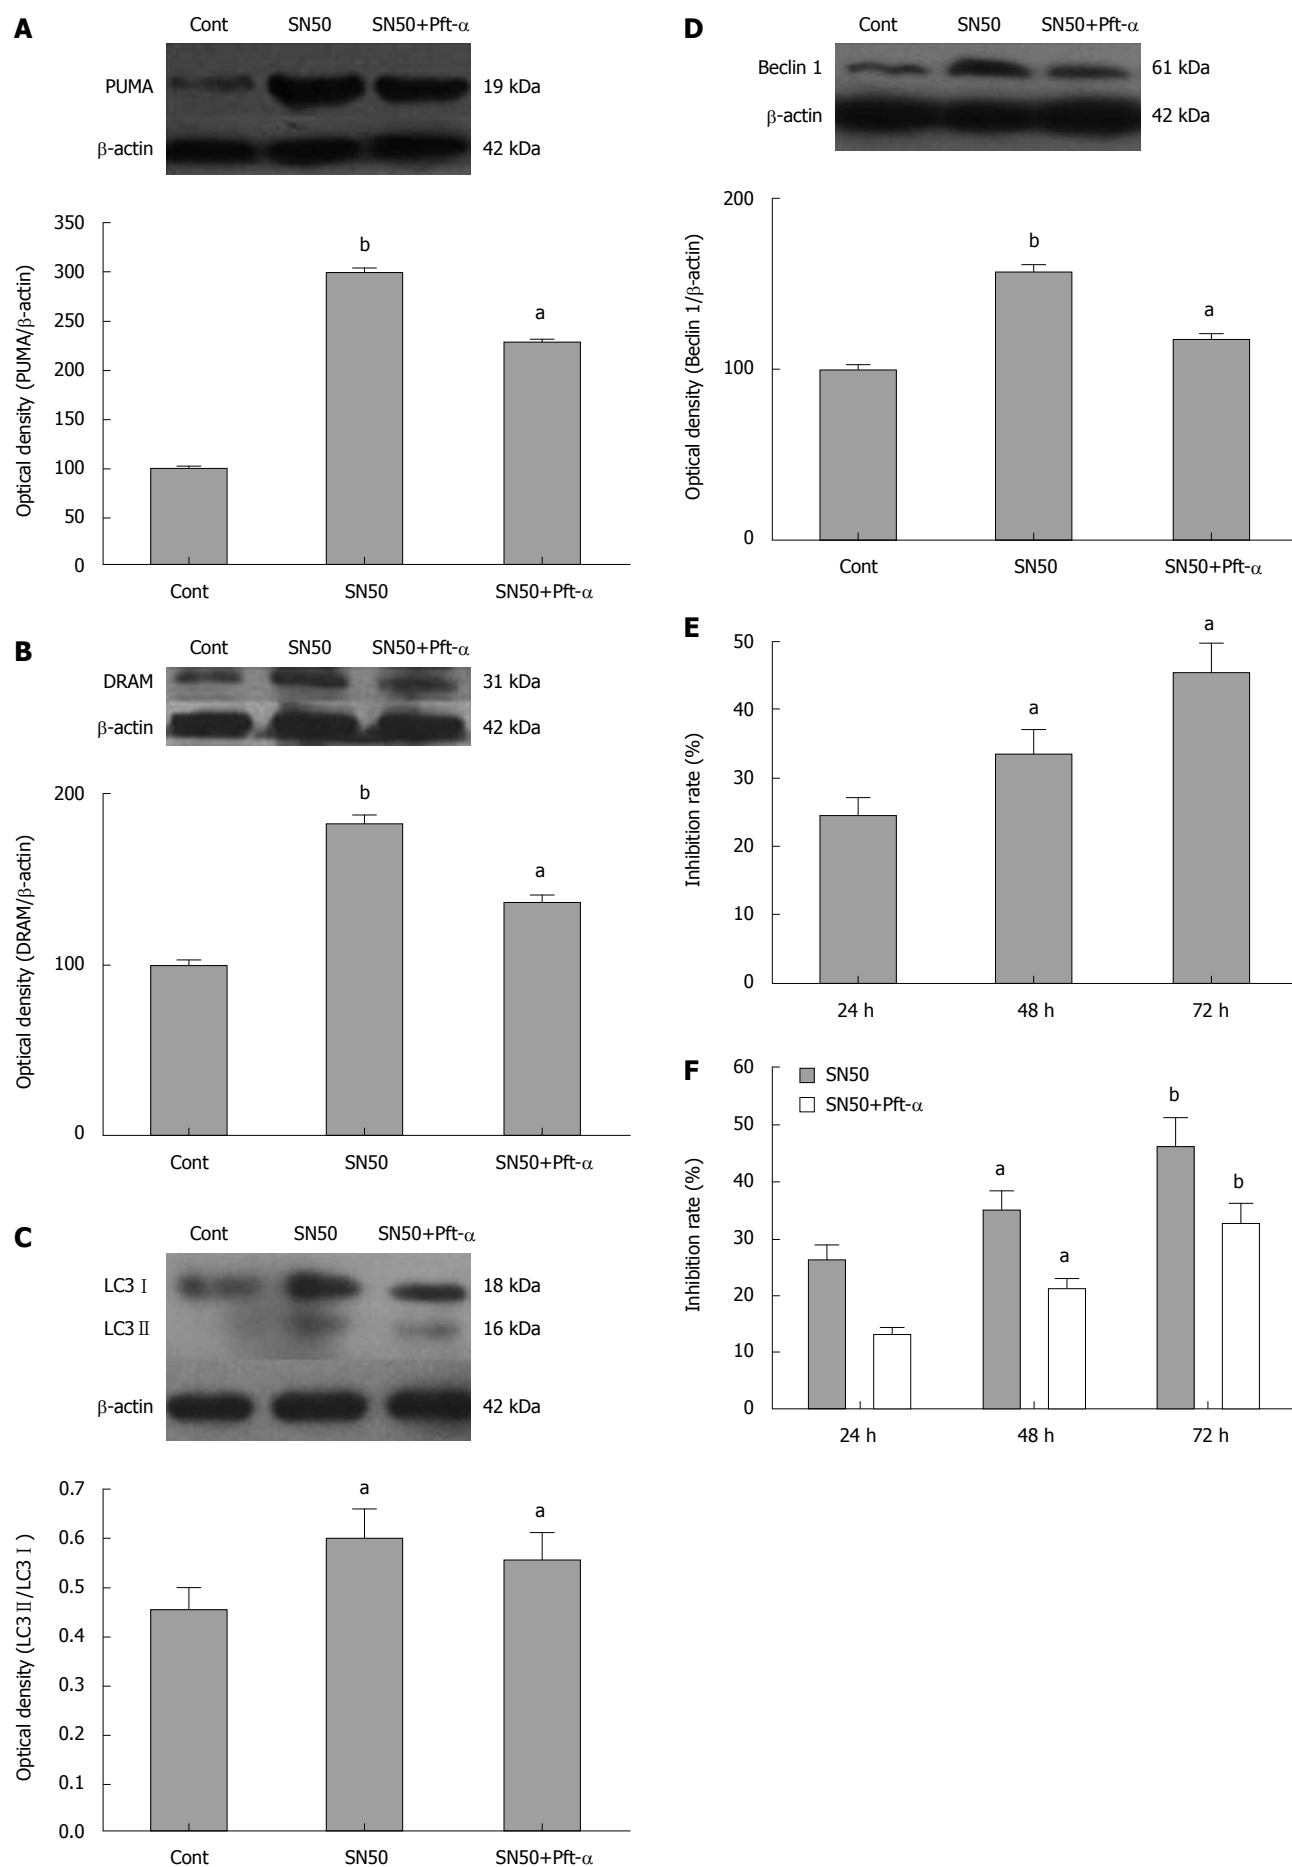 A
Cont SN50 SN50+Pft-α
PUMA 19 kDa
β-actin 42 kDa
Optical density (PUMA/β-actin)
350
300
250
200
150
100
50
0
b
a
Cont SN50 SN50+Pft-α
B
Cont SN50 SN50+Pft-α
DRAM 31 kDa
β-actin 42 kDa
Optical density (DRAM/β-actin)
200
100
0
b
a
Cont SN50 SN50+Pft-α
C
Cont SN50 SN50+Pft-α
LC3 Ⅰ 18 kDa
LC3 Ⅱ 16 kDa
β-actin 42 kDa
Optical density (LC3 Ⅱ/LC3 Ⅰ)
0.7
0.6
0.5
0.4
0.3
0.2
0.1
0.0
a
a
Cont SN50 SN50+Pft-α
D
Cont SN50 SN50+Pft-α
Beclin 1 61 kDa
β-actin 42 kDa
Optical density (Beclin 1/β-actin)
200
100
0
b
a
Cont SN50 SN50+Pft-α
E
Inhibition rate (%)
50
40
30
20
10
0
a
a
24 h 48 h 72 h
F
Inhibition rate (%)
60
50
40
30
20
10
0
SN50
SN50+Pft-α
a
a
b
b
24 h 48 h 72 h